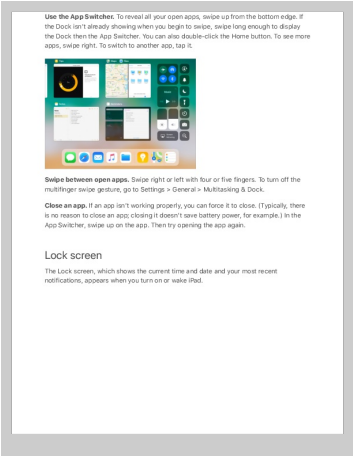 Use the App Switcher. To reveal all your open apps, swipe up from the bottom edge. If
the Dock isn't already showing when you begin to swipe, swipe long enough to display
the Dock then the App Switcher. You can also double-click the Home button. To see more
apps, swipe right. To switch to another app, tap it.
Swipe between open apps. Swipe right or left with four or five fingers. To turn off the
multifinger swipe gesture, go to Settings > General > Multitasking & Dock.
Close an app. If an app isn't working properly, you can force it to close. (Typically, there
is no reason to close an app; closing it doesn't save battery power, for example.) In the
App Switcher, swipe up on the app. Then try opening the app again.
Lock screen
The Lock screen, which shows the current time and date and your most recent
notifications, appears when you turn on or wake iPad.